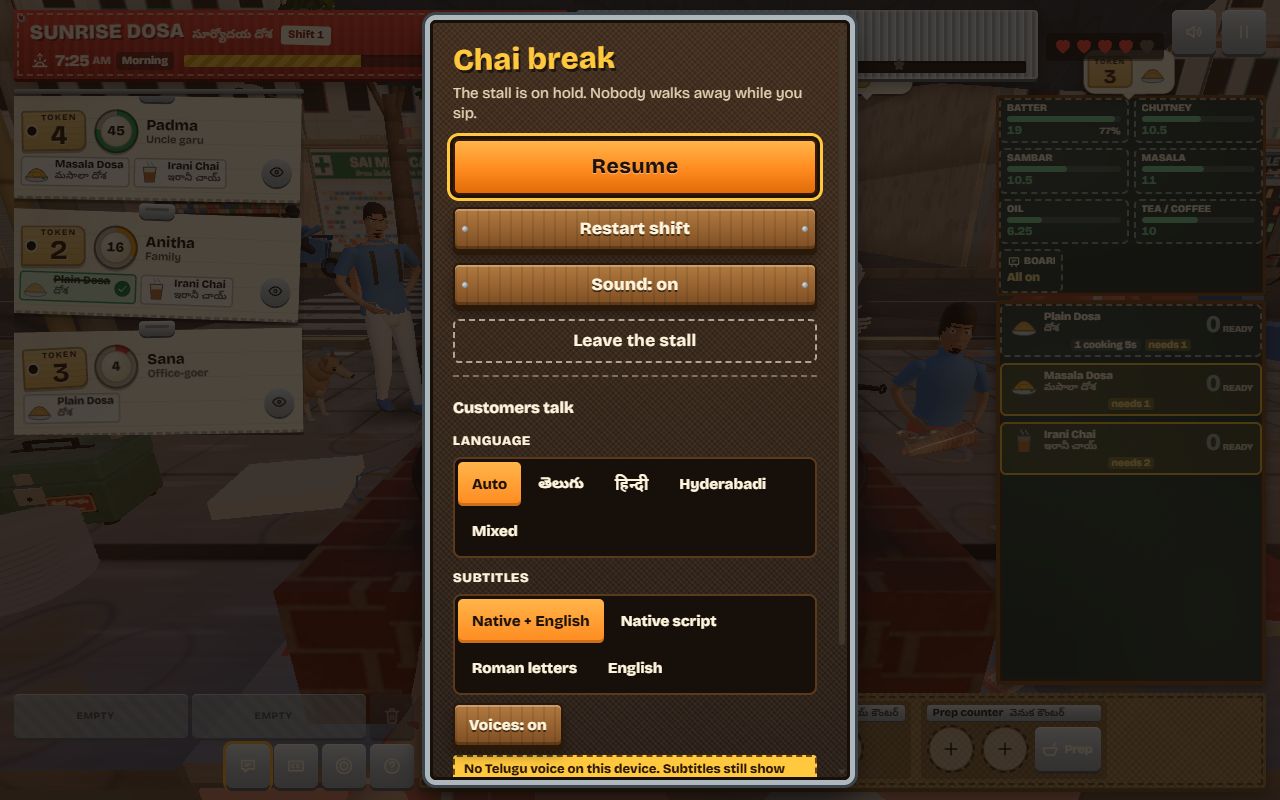 SUNRISE DOSA సూర్యోదయ దోశ Shift 1
7:25 AM Morning
TOKEN
4
45
Padma
Uncle garu
Masala Dosa
మసాలా దోశ
Irani Chai
ఇరానీ చాయ్
TOKEN
2
16
Anitha
Family
Plain Dosa
దోశ
Irani Chai
ఇరానీ చాయ్
TOKEN
3
4
Sana
Office-goer
Plain Dosa
దోశ
EMPTY
EMPTY
Chai break
The stall is on hold. Nobody walks away while you
sip.
Resume
Restart shift
Sound: on
Leave the stall
Customers talk
LANGUAGE
Auto తెలుగు हिन्दी Hyderabadi
Mixed
SUBTITLES
Native + English Native script
Roman letters English
Voices: on
No Telugu voice on this device. Subtitles still show
TOKEN
3
BATTER
19 77%
CHUTNEY
10.5
SAMBAR
10.5
MASALA
11
OIL
6.25
TEA / COFFEE
10
All on
Plain Dosa
దోశ
0 READY
1 cooking 5s needs 1
Masala Dosa
మసాలా దోశ
0 READY
needs 1
Irani Chai
ఇరానీ చాయ్
0 READY
needs 2
కౌంటర్
Prep counter వెనుక కౌంటర్
Prep